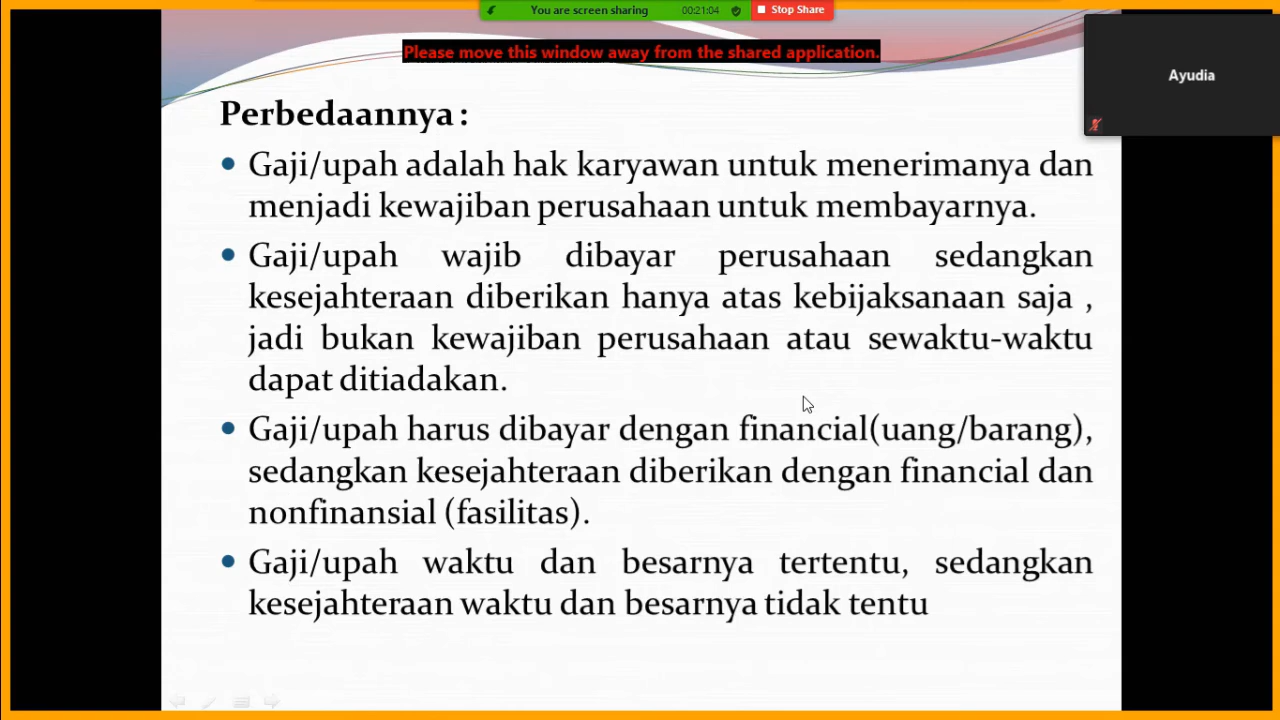 You are screen sharing 00:21:04 Stop Share
Please move this window away from the shared application.
Ayudia
Perbedaannya :
• Gaji/upah adalah hak karyawan untuk menerimanya dan
menjadi kewajiban perusahaan untuk membayarnya.
• Gaji/upah wajib dibayar perusahaan sedangkan
kesejahteraan diberikan hanya atas kebijaksanaan saja ,
jadi bukan kewajiban perusahaan atau sewaktu-waktu
dapat ditiadakan.
• Gaji/upah harus dibayar dengan financial(uang/barang),
sedangkan kesejahteraan diberikan dengan financial dan
nonfinansial (fasilitas).
• Gaji/upah waktu dan besarnya tertentu, sedangkan
kesejahteraan waktu dan besarnya tidak tentu